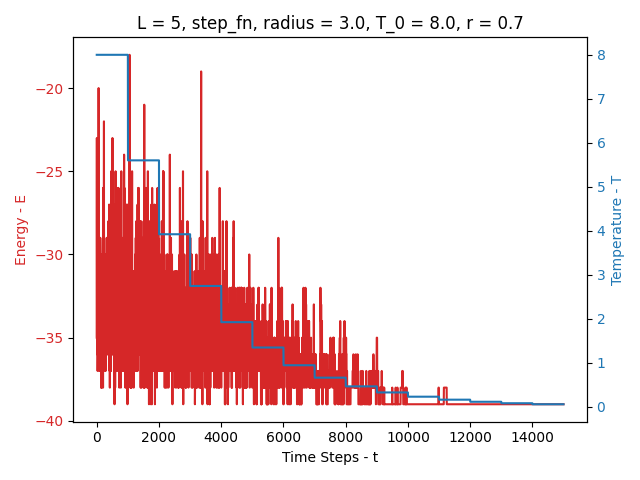 L = 5, step_fn, radius = 3.0, T_0 = 8.0, r = 0.7
−20
−25
−30
−35
−40
Energy - E
8
7
6
5
4
3
2
1
0
Temperature - T
0 2000 4000 6000 8000 10000 12000 14000
Time Steps - t